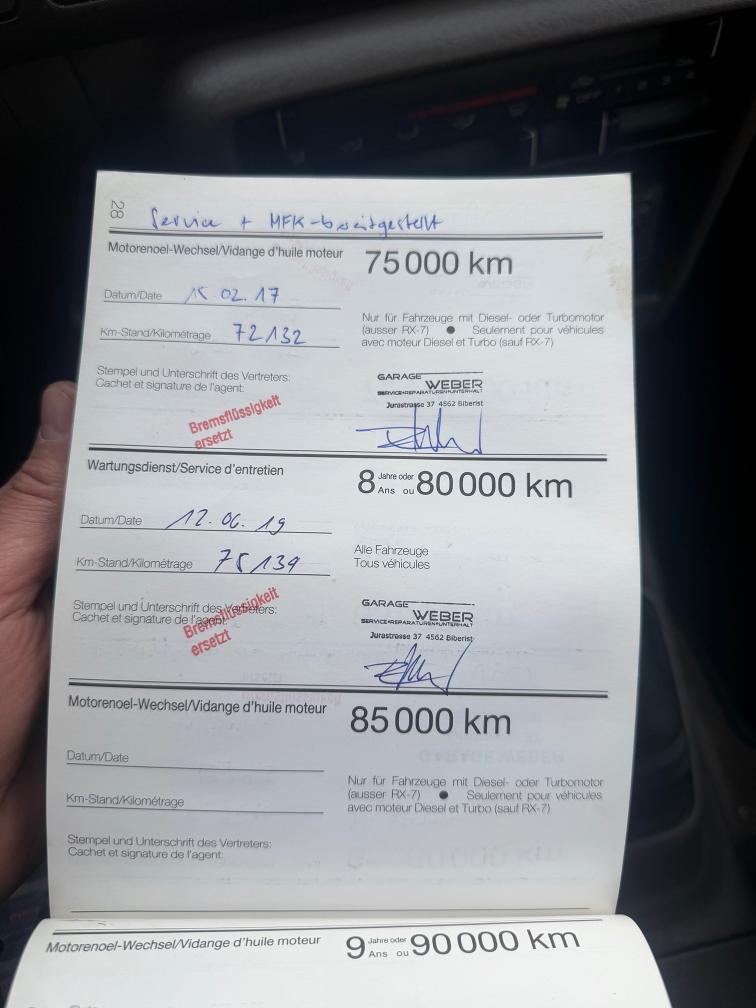 28
Service + MFK-bereitgestellt
Motorenoel-Wechsel/Vidange d'huile moteur
75 000 km
Datum/Date 15 02. 17
Km-Stand/Kilométrage 72132
Nur für Fahrzeuge mit Diesel- oder Turbomotor
(ausser RX-7) ● Seulement pour véhicules
avec moteur Diesel et Turbo (sauf RX-7)
Stempel und Unterschrift des Vertreters:
Cachet et signature de l'agent:
Bremsflüssigkeit
ersetzt
GARAGE
WEBER
SERVICE•REPARATUREN•UNTERHALT
Jurastrasse 37 4562 Biberist
Wartungsdienst/Service d'entretien
8 Jahre oder
Ans ou
80 000 km
Datum/Date 12. 06. 19
Km-Stand/Kilométrage 75139
Alle Fahrzeuge
Tous véhicules
Stempel und Unterschrift des Vertreters:
Cachet et signature de l'agent:
Bremsflüssigkeit
ersetzt
GARAGE
WEBER
SERVICE•REPARATUREN•UNTERHALT
Jurastrasse 37 4562 Biberist
Motorenoel-Wechsel/Vidange d'huile moteur
85 000 km
Datum/Date
Km-Stand/Kilométrage
Nur für Fahrzeuge mit Diesel- oder Turbomotor
(ausser RX-7) ● Seulement pour véhicules
avec moteur Diesel et Turbo (sauf RX-7)
Stempel und Unterschrift des Vertreters:
Cachet et signature de l'agent:
Motorenoel-Wechsel/Vidange d'huile moteur
9 Jahre oder
Ans ou
90 000 km